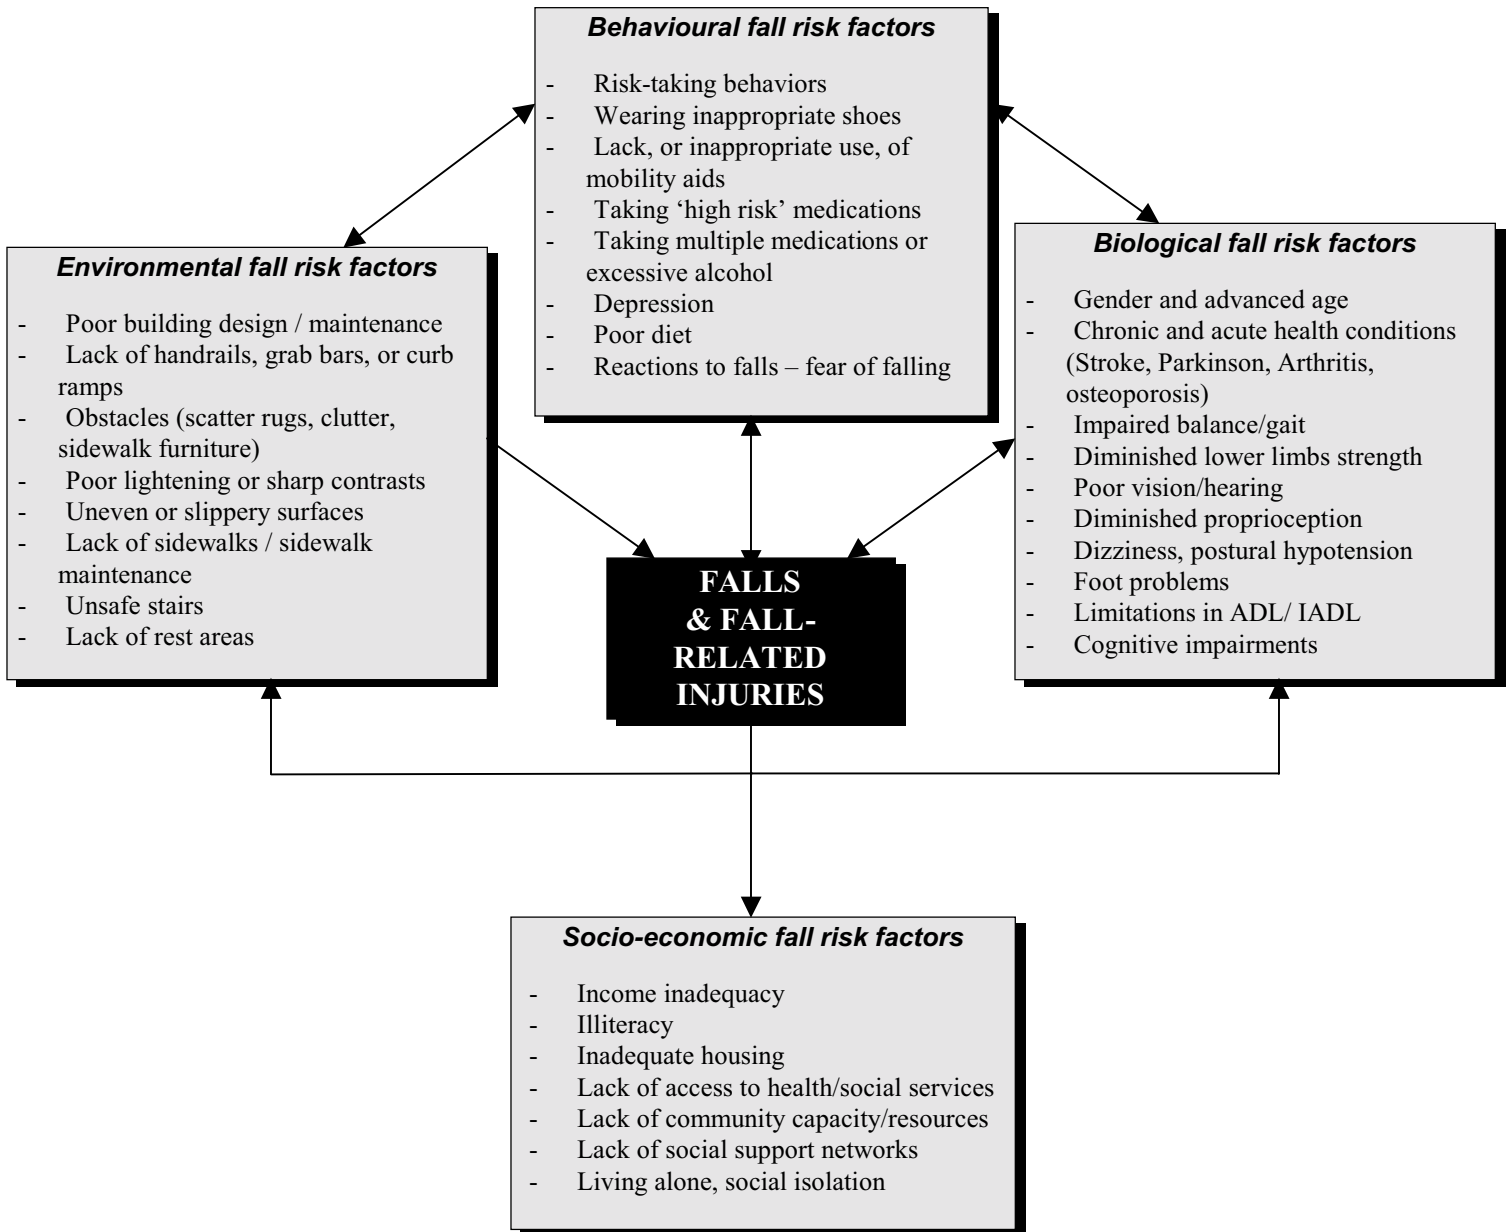 Behavioural fall risk factors
- Risk-taking behaviors
- Wearing inappropriate shoes
- Lack, or inappropriate use, of
mobility aids
- Taking ‘high risk’ medications
- Taking multiple medications or
excessive alcohol
- Depression
- Poor diet
- Reactions to falls – fear of falling
Environmental fall risk factors
- Poor building design / maintenance
- Lack of handrails, grab bars, or curb
ramps
- Obstacles (scatter rugs, clutter,
sidewalk furniture)
- Poor lightening or sharp contrasts
- Uneven or slippery surfaces
- Lack of sidewalks / sidewalk
maintenance
- Unsafe stairs
- Lack of rest areas
Biological fall risk factors
- Gender and advanced age
- Chronic and acute health conditions
(Stroke, Parkinson, Arthritis,
osteoporosis)
- Impaired balance/gait
- Diminished lower limbs strength
- Poor vision/hearing
- Diminished proprioception
- Dizziness, postural hypotension
- Foot problems
- Limitations in ADL/ IADL
- Cognitive impairments
FALLS
& FALL-
RELATED
INJURIES
Socio-economic fall risk factors
- Income inadequacy
- Illiteracy
- Inadequate housing
- Lack of access to health/social services
- Lack of community capacity/resources
- Lack of social support networks
- Living alone, social isolation